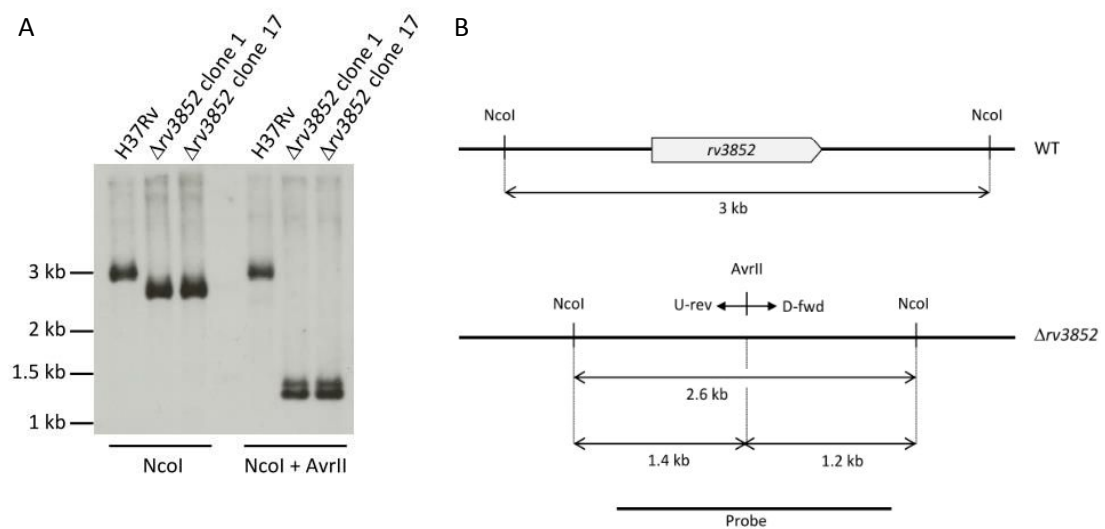 A
B
H37Rv
Δrv3852 clone 1
Δrv3852 clone 17
H37Rv
Δrv3852 clone 1
Δrv3852 clone 17
3 kb
2 kb
1.5 kb
1 kb
NcoI
NcoI + AvrII
NcoI
NcoI
rv3852
WT
3 kb
AvrII
NcoI
U-rev
D-fwd
NcoI
Δrv3852
2.6 kb
1.4 kb
1.2 kb
Probe